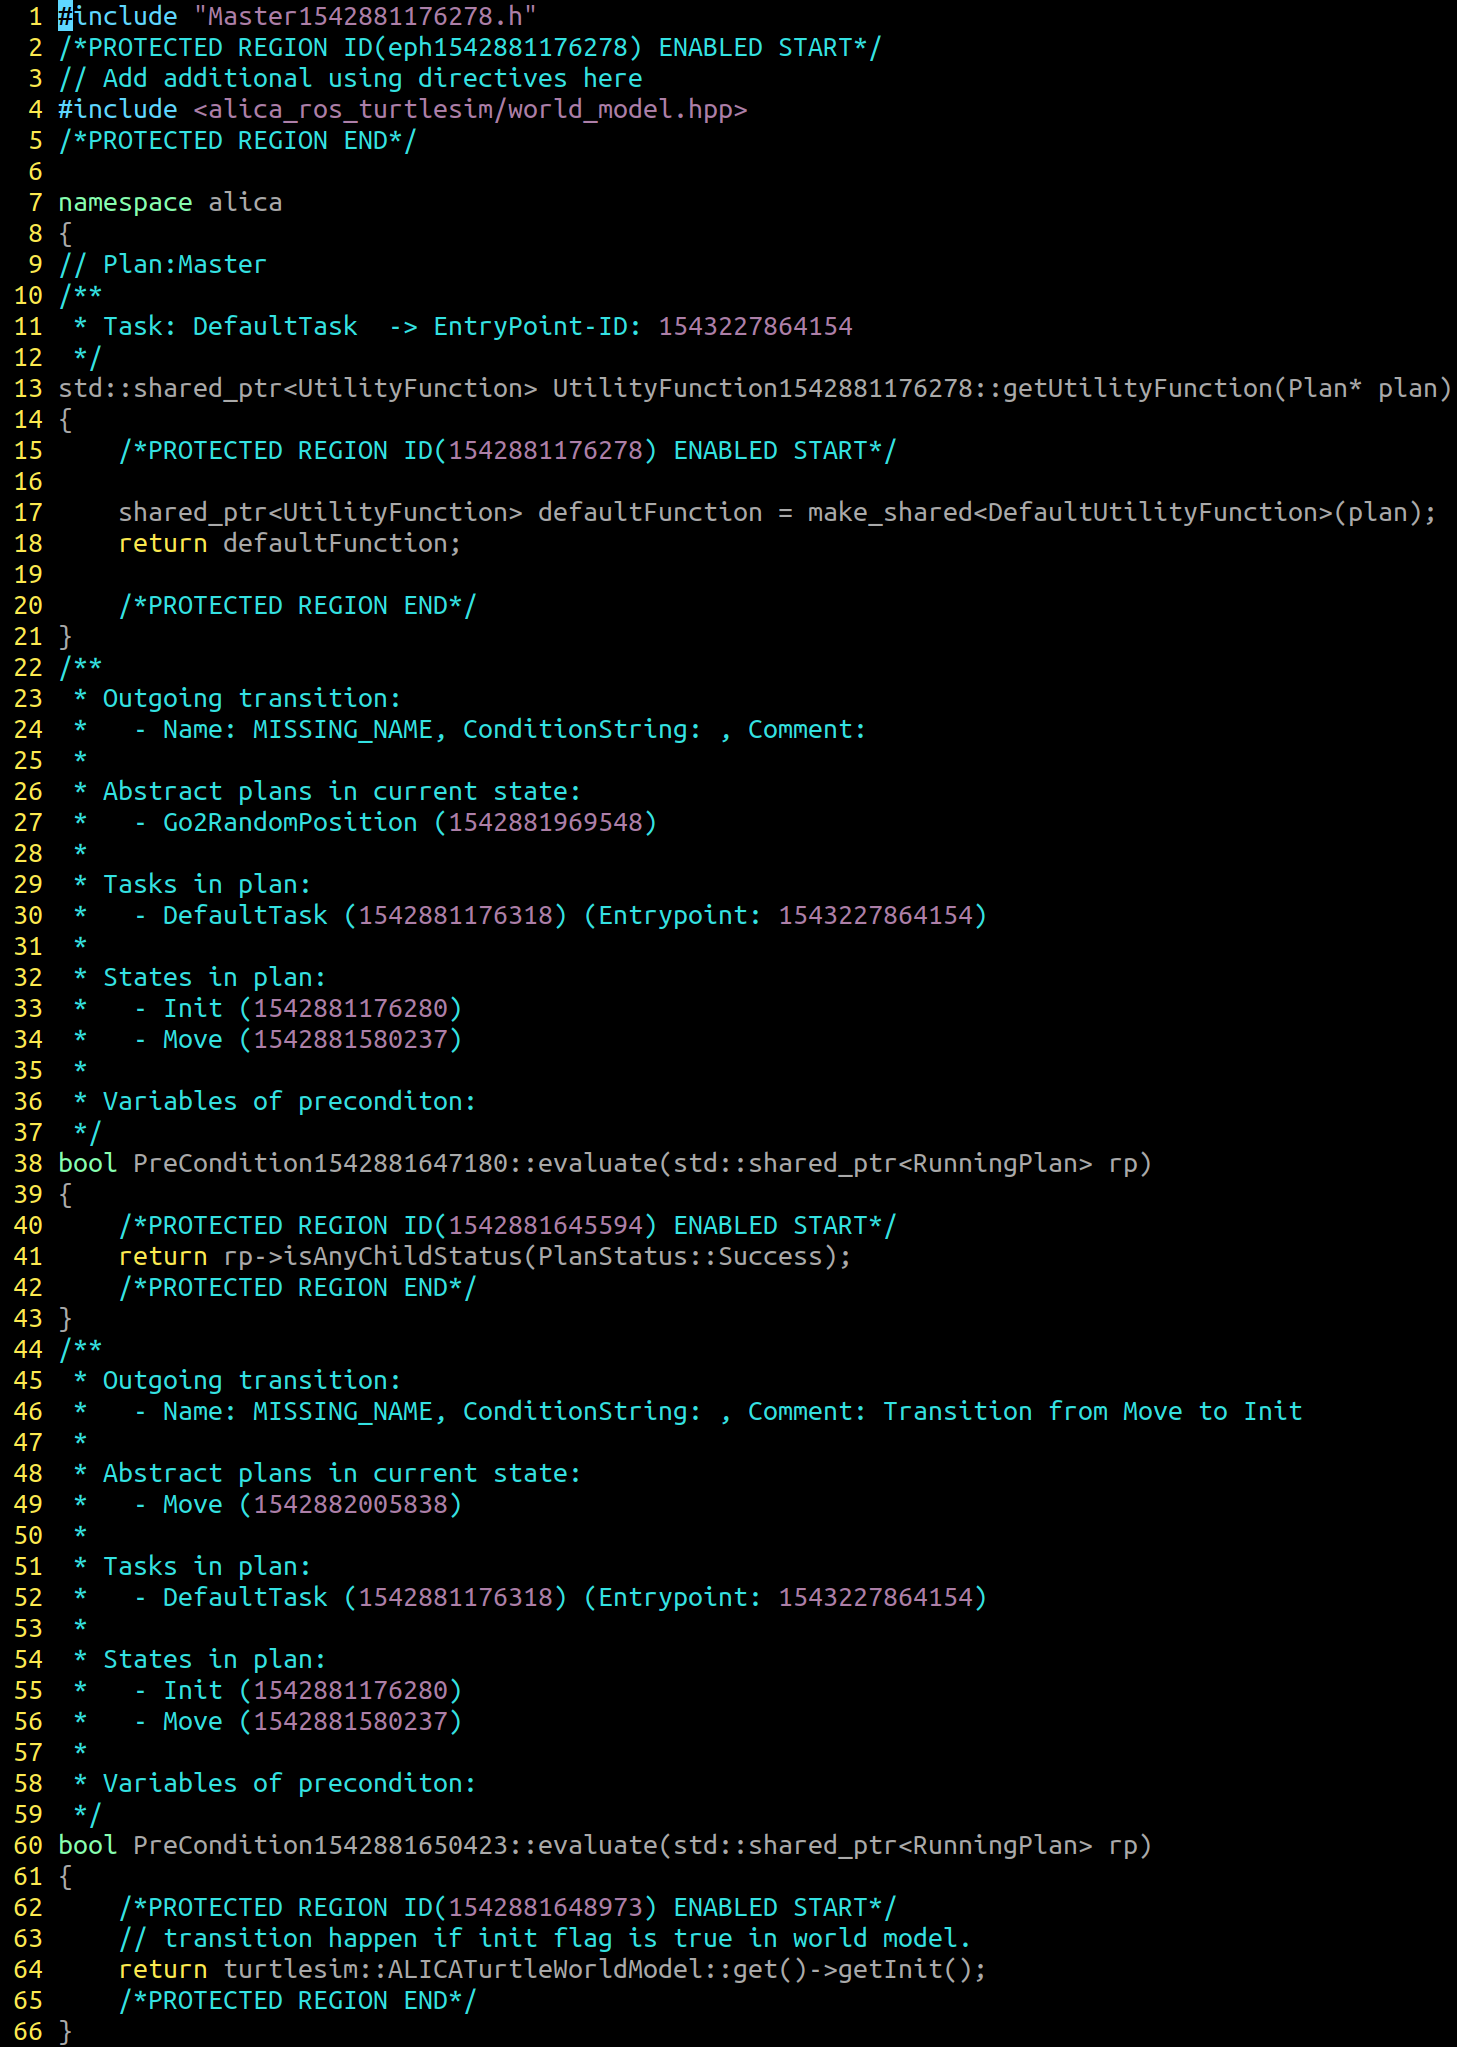 1 #include "Master1542881176278.h"
2 /*PROTECTED REGION ID(eph1542881176278) ENABLED START*/
3 // Add additional using directives here
4 #include <alica_ros_turtlesim/world_model.hpp>
5 /*PROTECTED REGION END*/
6
7 namespace alica
8 {
9 // Plan:Master
10 /**
11  * Task: DefaultTask  -> EntryPoint-ID: 1543227864154
12  */
13 std::shared_ptr<UtilityFunction> UtilityFunction1542881176278::getUtilityFunction(Plan* plan)
14 {
15     /*PROTECTED REGION ID(1542881176278) ENABLED START*/
16
17     shared_ptr<UtilityFunction> defaultFunction = make_shared<DefaultUtilityFunction>(plan);
18     return defaultFunction;
19
20     /*PROTECTED REGION END*/
21 }
22 /**
23  * Outgoing transition:
24  *   - Name: MISSING_NAME, ConditionString: , Comment:
25  *
26  * Abstract plans in current state:
27  *   - Go2RandomPosition (1542881969548)
28  *
29  * Tasks in plan:
30  *   - DefaultTask (1542881176318) (Entrypoint: 1543227864154)
31  *
32  * States in plan:
33  *   - Init (1542881176280)
34  *   - Move (1542881580237)
35  *
36  * Variables of preconditon:
37  */
38 bool PreCondition1542881647180::evaluate(std::shared_ptr<RunningPlan> rp)
39 {
40     /*PROTECTED REGION ID(1542881645594) ENABLED START*/
41     return rp->isAnyChildStatus(PlanStatus::Success);
42     /*PROTECTED REGION END*/
43 }
44 /**
45  * Outgoing transition:
46  *   - Name: MISSING_NAME, ConditionString: , Comment: Transition from Move to Init
47  *
48  * Abstract plans in current state:
49  *   - Move (1542882005838)
50  *
51  * Tasks in plan:
52  *   - DefaultTask (1542881176318) (Entrypoint: 1543227864154)
53  *
54  * States in plan:
55  *   - Init (1542881176280)
56  *   - Move (1542881580237)
57  *
58  * Variables of preconditon:
59  */
60 bool PreCondition1542881650423::evaluate(std::shared_ptr<RunningPlan> rp)
61 {
62     /*PROTECTED REGION ID(1542881648973) ENABLED START*/
63     // transition happen if init flag is true in world model.
64     return turtlesim::ALICATurtleWorldModel::get()->getInit();
65     /*PROTECTED REGION END*/
66 }